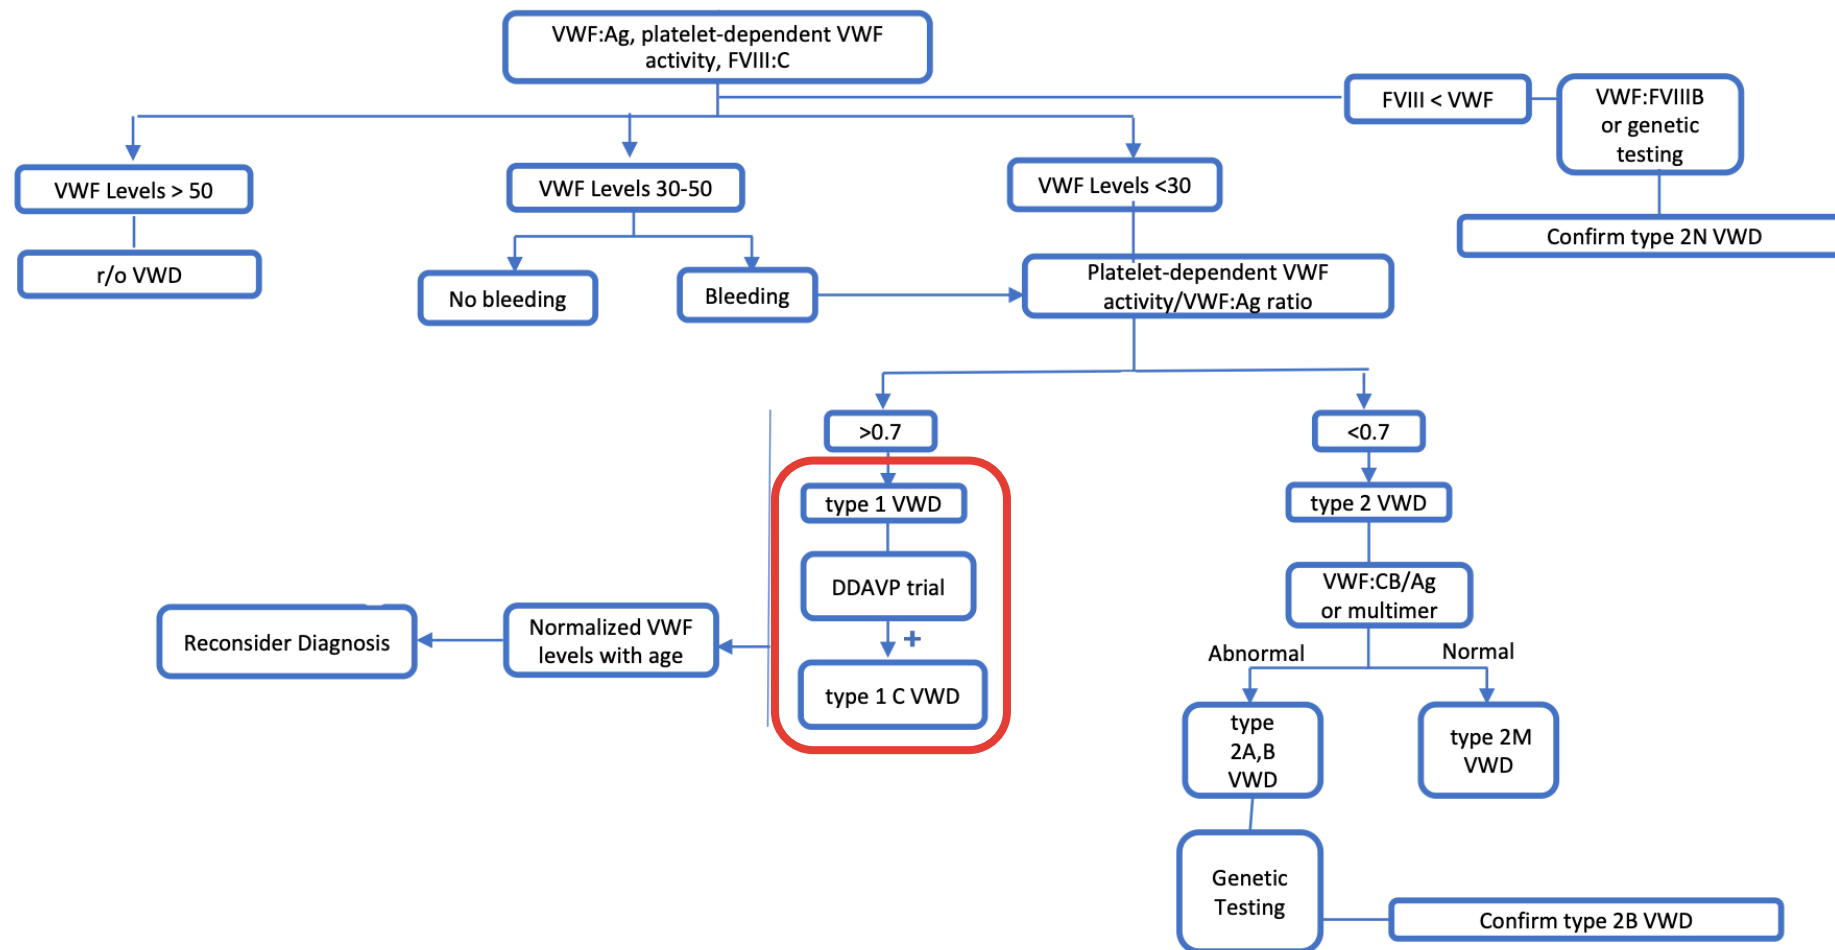 VWF:Ag, platelet-dependent VWF
activity, FVIII:C
FVIII < VWF
VWF:FVIIIB
or genetic
testing
Confirm type 2N VWD
VWF Levels > 50
VWF Levels 30-50
VWF Levels <30
r/o VWD
No bleeding
Bleeding
Platelet-dependent VWF
activity/VWF:Ag ratio
>0.7
<0.7
type 1 VWD
type 2 VWD
DDAVP trial
+
type 1 C VWD
Normalized VWF
levels with age
Reconsider Diagnosis
VWF:CB/Ag
or multimer
Abnormal
Normal
type
2A,B
VWD
type 2M
VWD
Genetic
Testing
Confirm type 2B VWD